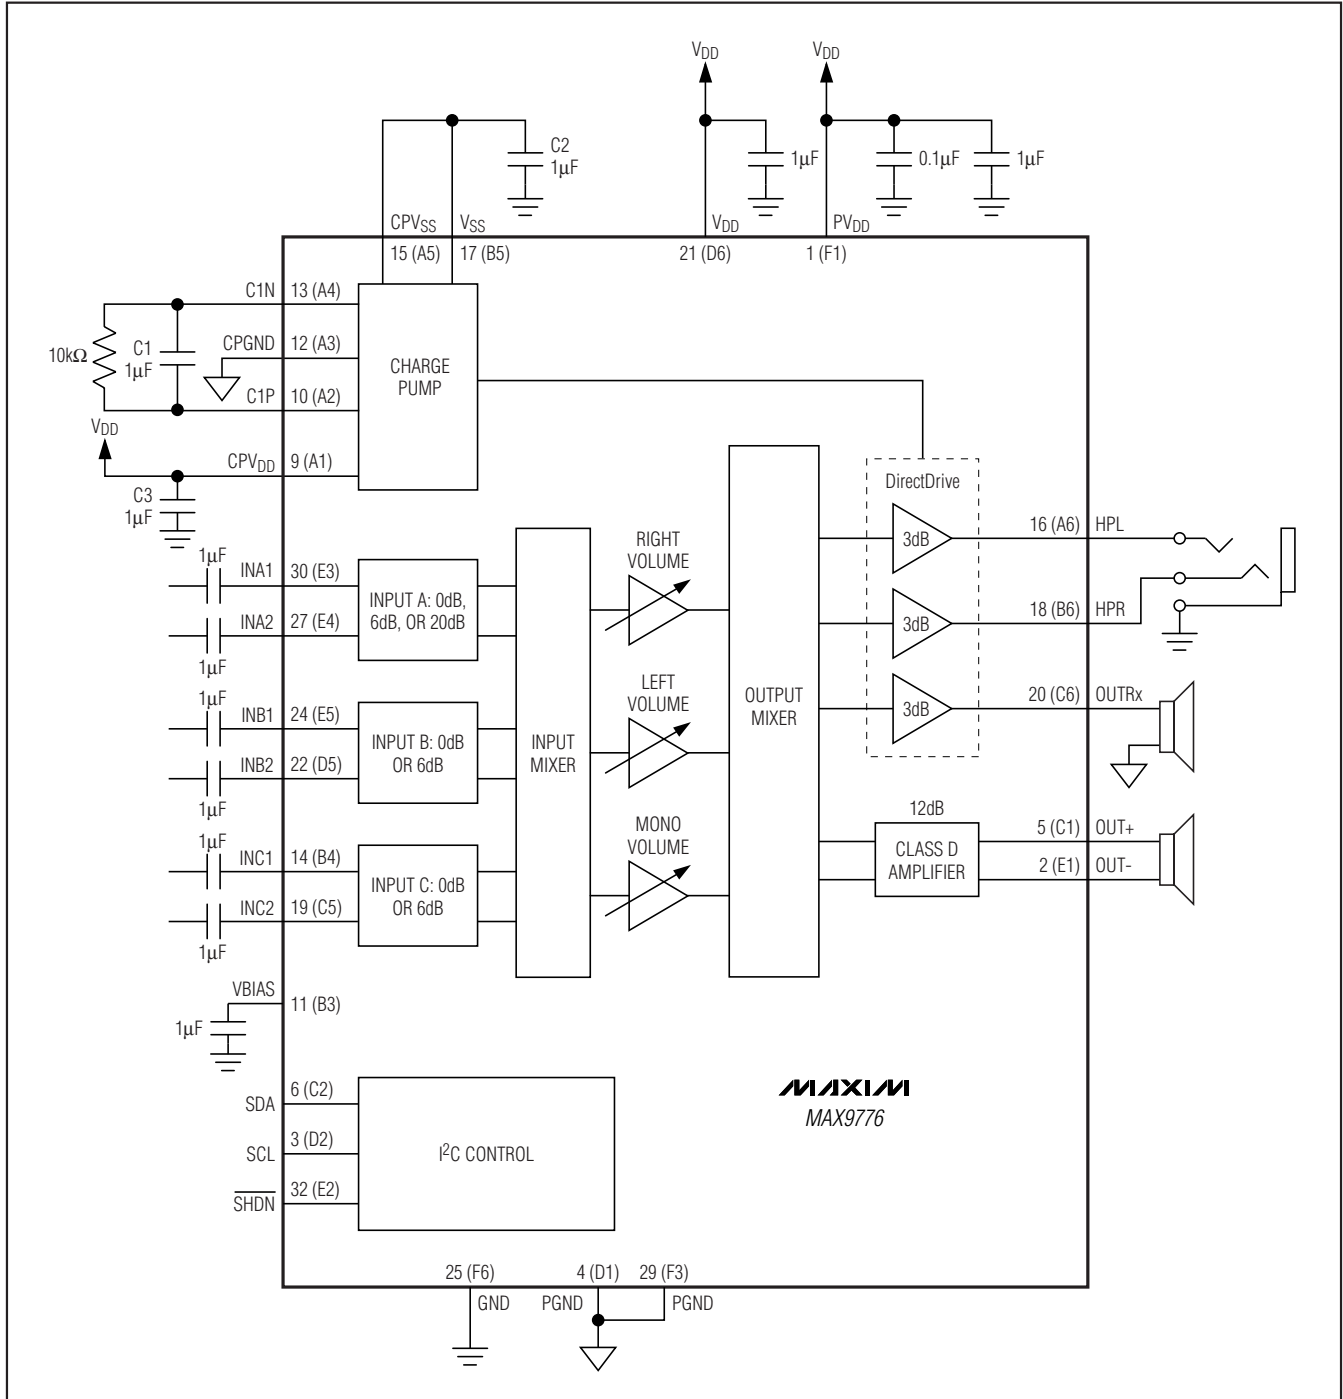 VDD
VDD
C2
1µF
1µF
0.1µF
1µF
CPVSS
VSS
VDD
PVDD
15 (A5)
17 (B5)
21 (D6)
1 (F1)
C1N
13 (A4)
10kΩ
C1
1µF
CPGND
12 (A3)
CHARGE
PUMP
C1P
10 (A2)
VDD
CPVDD
9 (A1)
C3
1µF
DirectDrive
1µF
INA1
30 (E3)
INPUT A: 0dB,
6dB, OR 20dB
INA2
27 (E4)
1µF
RIGHT
VOLUME
3dB
16 (A6)
HPL
3dB
18 (B6)
HPR
1µF
INB1
24 (E5)
INPUT B: 0dB
OR 6dB
INB2
22 (D5)
1µF
INPUT
MIXER
LEFT
VOLUME
OUTPUT
MIXER
3dB
20 (C6)
OUTRx
1µF
INC1
14 (B4)
INPUT C: 0dB
OR 6dB
INC2
19 (C5)
1µF
MONO
VOLUME
12dB
CLASS D
AMPLIFIER
5 (C1)
OUT+
2 (E1)
OUT-
VBIAS
11 (B3)
1µF
SDA
6 (C2)
SCL
3 (D2)
I2C CONTROL
SHDN
32 (E2)
MAXIM
MAX9776
25 (F6)
4 (D1)
29 (F3)
GND
PGND
PGND